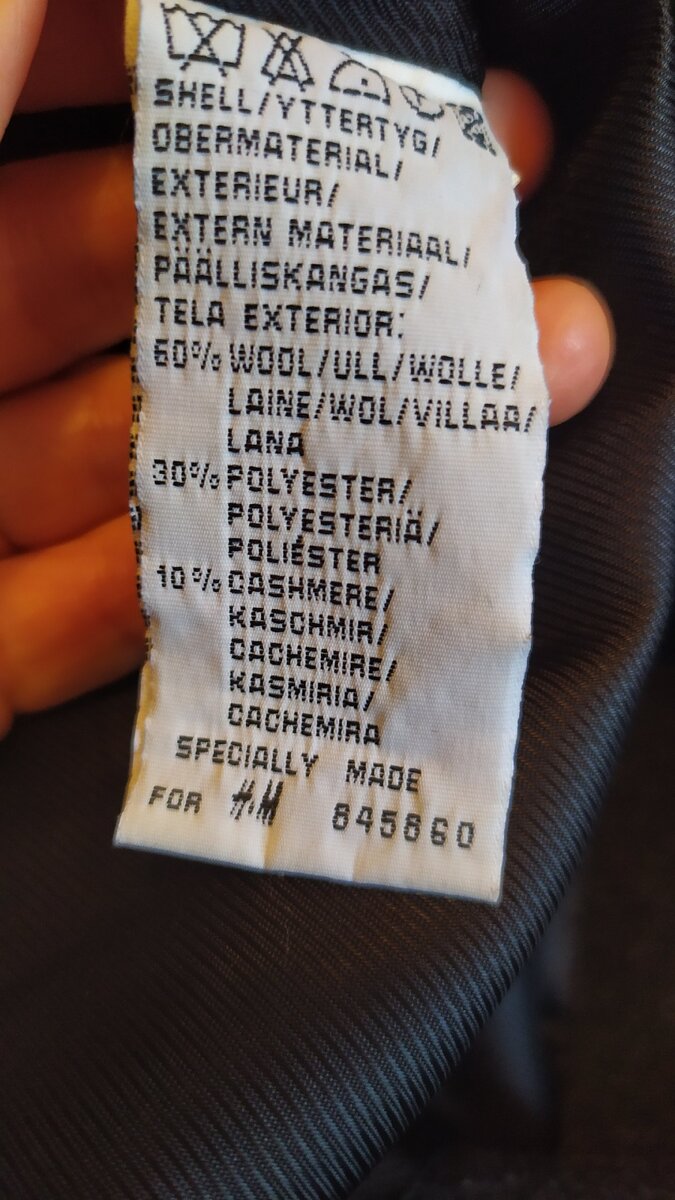 SHELL/YTTERTYG/
OBERMATERIAL/
EXTERIEUR/
EXTERN MATERIAAL/
PÄÄLLISKANGAS/
TELA EXTERIOR:
60% WOOL/ULL/WOLLE/
LAINE/WOL/VILLAA/
LANA
30% POLYESTER/
POLYESTERIÄ/
POLIÉSTER
10% CASHMERE/
KASCHMIR/
CACHEMIRE/
KASMIRIA/
CACHEMIRA
SPECIALLY MADE
FOR H&M 845860